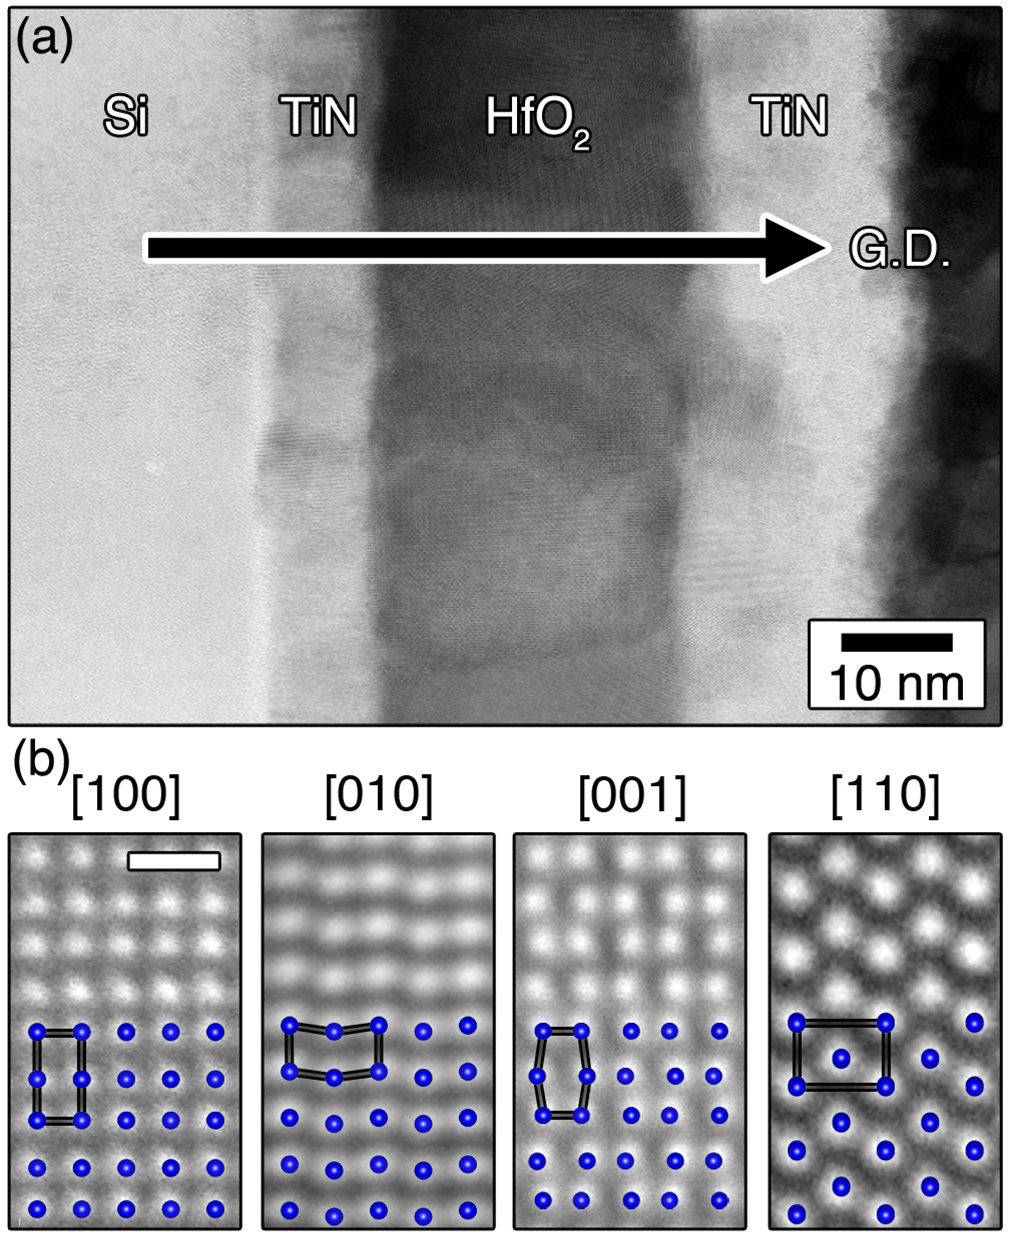 (a)
Si TiN HfO₂ TiN
G.D.
10 nm
(b)
[100] [010] [001] [110]